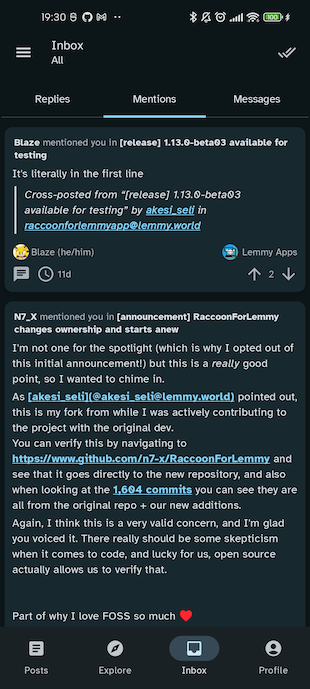 19:30
100
Inbox
All
Replies
Mentions
Messages
Blaze mentioned you in [release] 1.13.0-beta03 available for
testing
It's literally in the first line
Cross-posted from "[release] 1.13.0-beta03
available for testing" by akesi_seli in
raccoonforlemmyapp@lemmy.world
Blaze (he/him)
Lemmy Apps
11d
2
N7_X mentioned you in [announcement] RaccoonForLemmy
changes ownership and starts anew
I'm not one for the spotlight (which is why I opted out of
this initial announcement!) but this is a really good
point, so I wanted to chime in.
As [akesi_seli](@akesi_seli@lemmy.world) pointed out,
this is my fork from while I was actively contributing to
the project with the original dev.
You can verify this by navigating to
https://www.github.com/n7-x/RaccoonForLemmy and
see that it goes directly to the new repository, and also
when looking at the 1,604 commits you can see they are
all from the original repo + our new additions.
Again, I think this is a very valid concern, and I'm glad
you voiced it. There really should be some skepticism
when it comes to code, and lucky for us, open source
actually allows us to verify that.
Part of why I love FOSS so much ❤️
Posts
Explore
Inbox
Profile